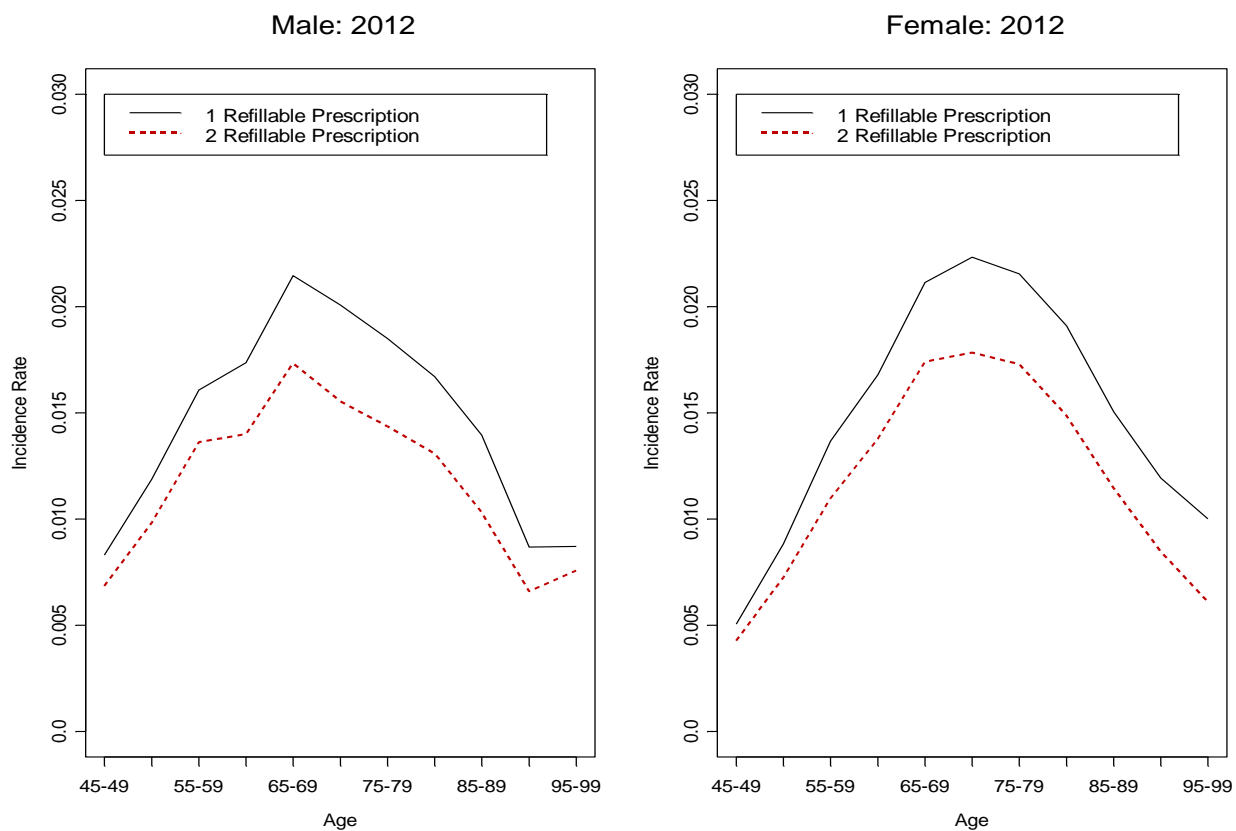 Male: 2012
0.030
0.025
0.020
0.015
0.010
0.005
0.0
Incidence Rate
1 Refillable Prescription
2 Refillable Prescription
45-49 55-59 65-69 75-79 85-89 95-99
Age
Female: 2012
0.030
0.025
0.020
0.015
0.010
0.005
0.0
Incidence Rate
1 Refillable Prescription
2 Refillable Prescription
45-49 55-59 65-69 75-79 85-89 95-99
Age